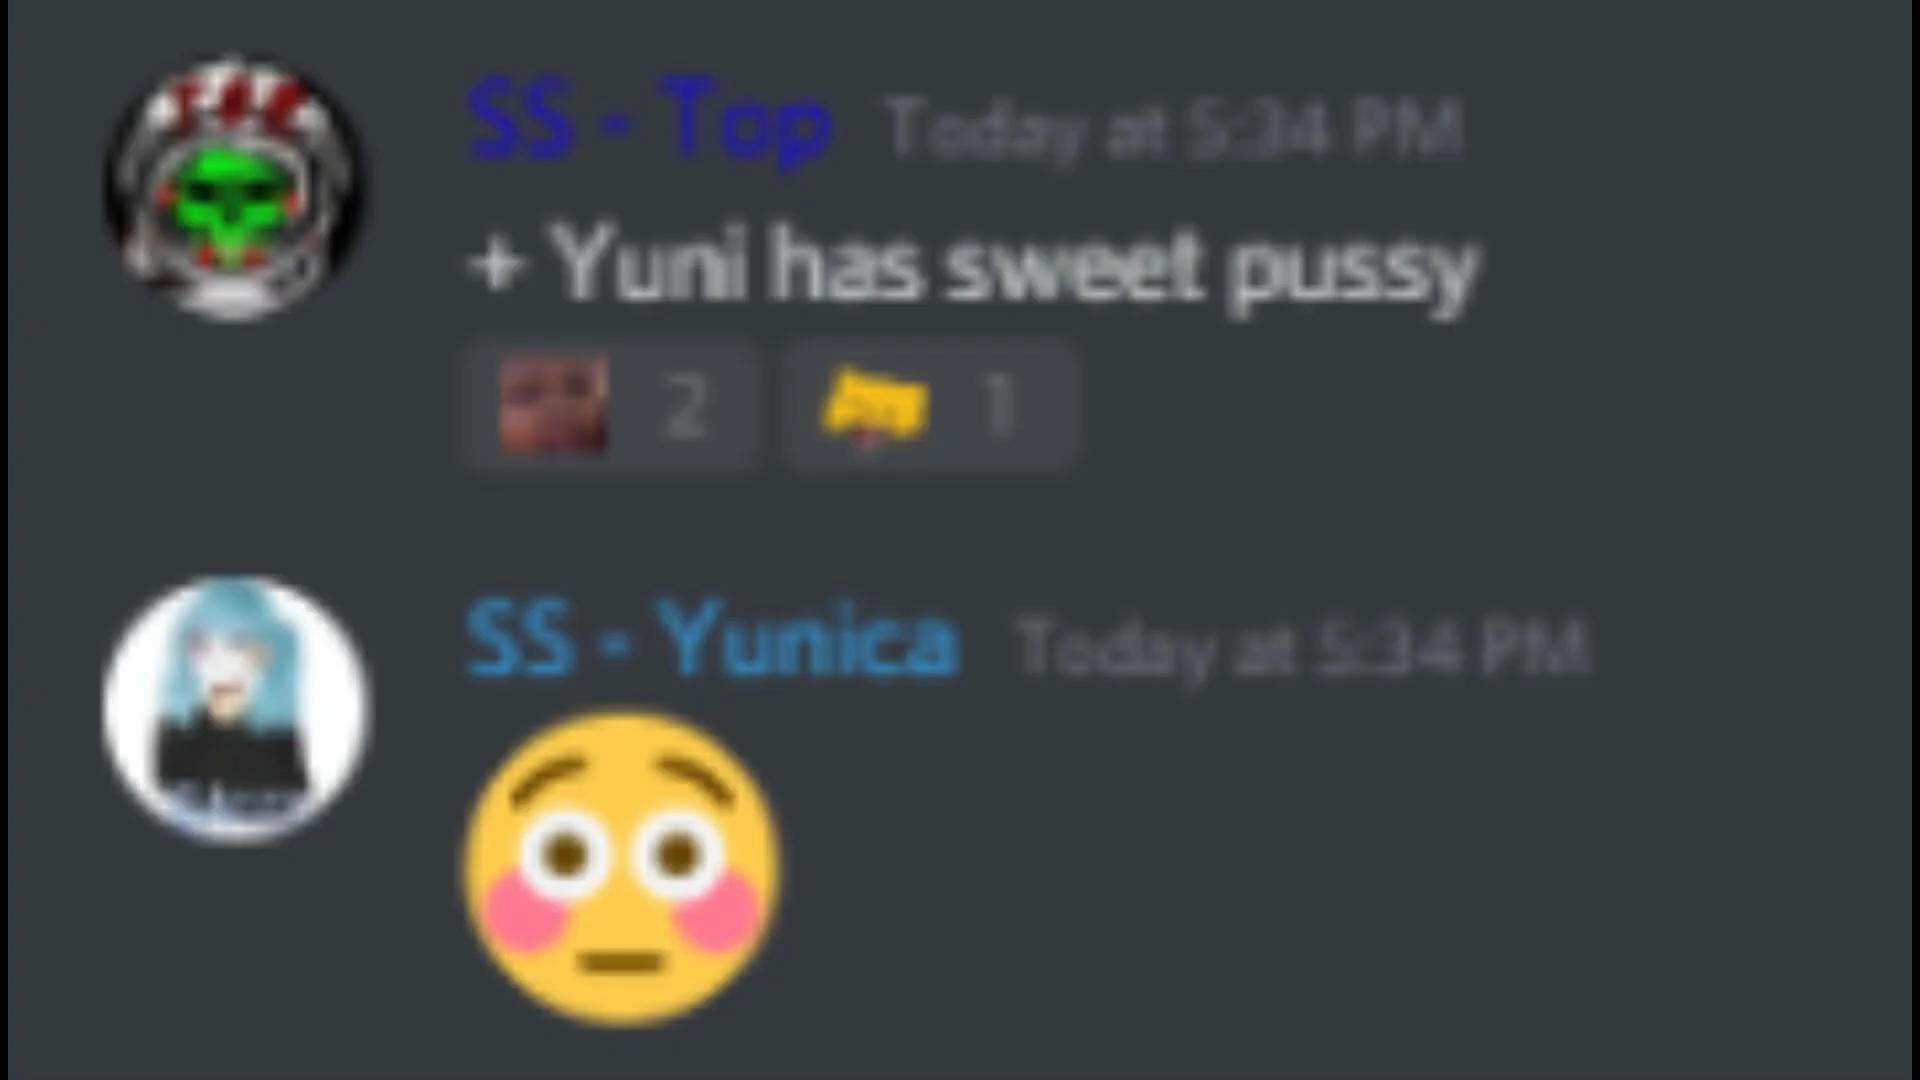 SS - Top Today at 5:34 PM
+ Yuni has sweet pussy
2 1
SS - Yunica Today at 5:34 PM